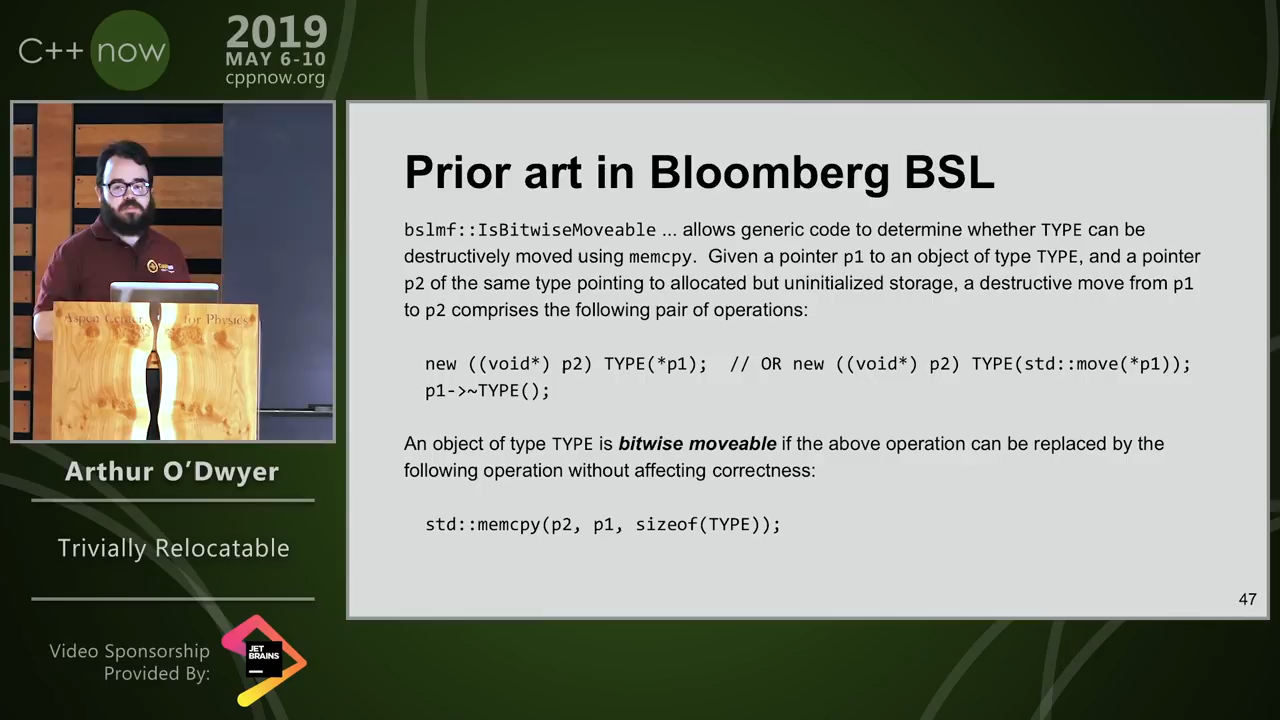 C++ now
2019
MAY 6-10
cppnow.org
Aspen Center for Physics
Arthur O'Dwyer
Trivially Relocatable
Video Sponsorship
Provided By:
JET
BRAINS
Prior art in Bloomberg BSL
bslmf::IsBitwiseMoveable ... allows generic code to determine whether TYPE can be
destructively moved using memcpy. Given a pointer p1 to an object of type TYPE, and a pointer
p2 of the same type pointing to allocated but uninitialized storage, a destructive move from p1
to p2 comprises the following pair of operations:
new ((void*) p2) TYPE(*p1); // OR new ((void*) p2) TYPE(std::move(*p1));
p1->~TYPE();
An object of type TYPE is bitwise moveable if the above operation can be replaced by the
following operation without affecting correctness:
std::memcpy(p2, p1, sizeof(TYPE));
47